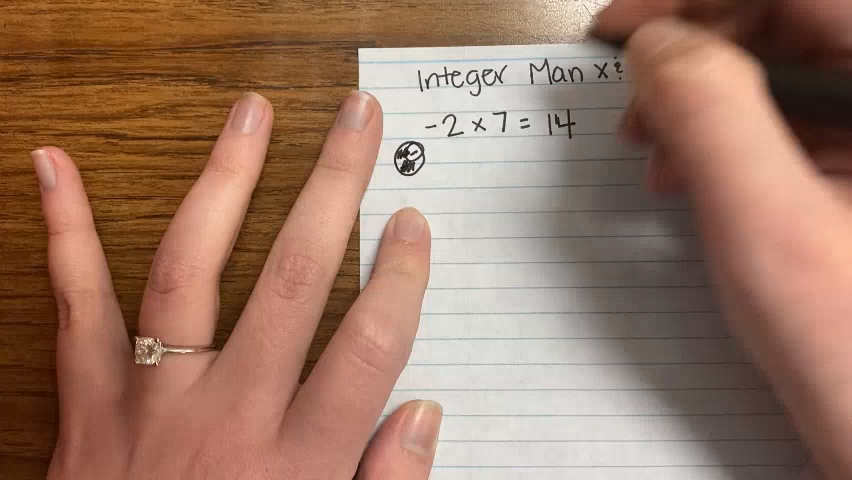 Integer Man x÷
-2 x 7 = 14